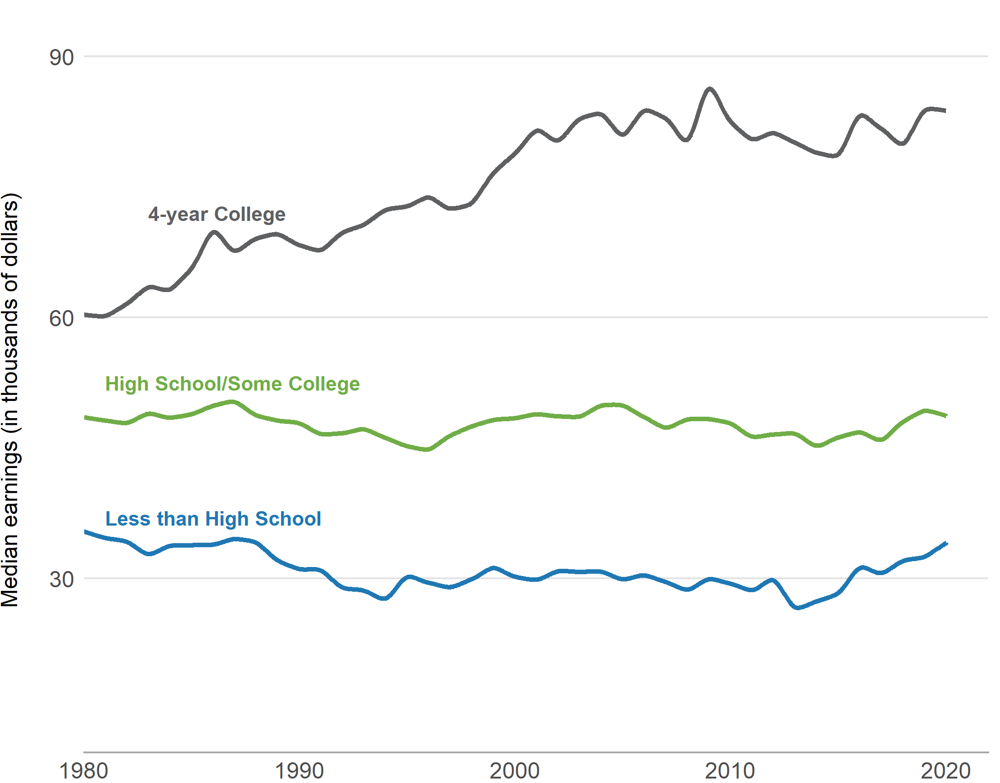 90
60
30
Median earnings (in thousands of dollars)
4-year College
High School/Some College
Less than High School
1980
1990
2000
2010
2020